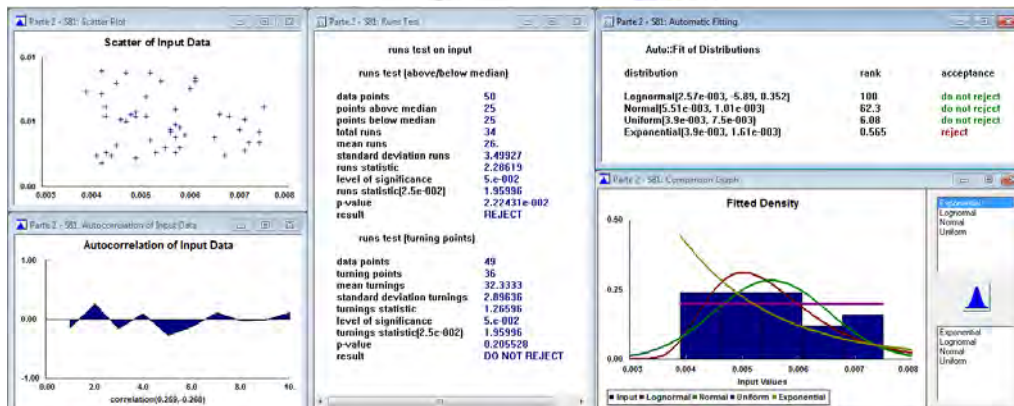 Parte 2 - S81: Scatter Plot
Scatter of Input Data
0.01
0.01
0.00
0.003 0.004 0.005 0.006 0.007 0.008
Parte 2 - S81: Autocorrelation of Input Data
Autocorrelation of Input Data
1.00
0.00
-1.00
0.00 2.0 4.0 6.0 8.0 10.
correlation(0.259,-0.268)
Parte 2 - S81: Runs Test
runs test on input
runs test (above/below median)
data points 50
points above median 25
points below median 25
total runs 34
mean runs 26.
standard deviation runs 3.49927
runs statistic 2.28619
level of significance 5.e-002
runs statistic(2.5e-002) 1.95996
p-value 2.22431e-002
result REJECT
runs test (turning points)
data points 49
turning points 36
mean turnings 32.3333
standard deviation turnings 2.89636
turnings statistic 1.26596
level of significance 5.e-002
turnings statistic(2.5e-002) 1.95996
p-value 0.205528
result DO NOT REJECT
Parte 2 - S81: Automatic Fitting
Auto::Fit of Distributions
distribution rank acceptance
Lognormal(2.57e-003, -5.89, 0.352) 100 do not reject
Normal(5.51e-003, 1.01e-003) 62.3 do not reject
Uniform(3.9e-003, 7.5e-003) 6.08 do not reject
Exponential(3.9e-003, 1.61e-003) 0.565 reject
Parte 2 - S81: Comparison Graph
Fitted Density
0.50
0.25
0.00
0.003 0.004 0.005 0.006 0.007 0.008
Input Values
Input Lognormal Normal Uniform Exponential
Exponential
Lognormal
Normal
Uniform
Exponential
Lognormal
Normal
Uniform